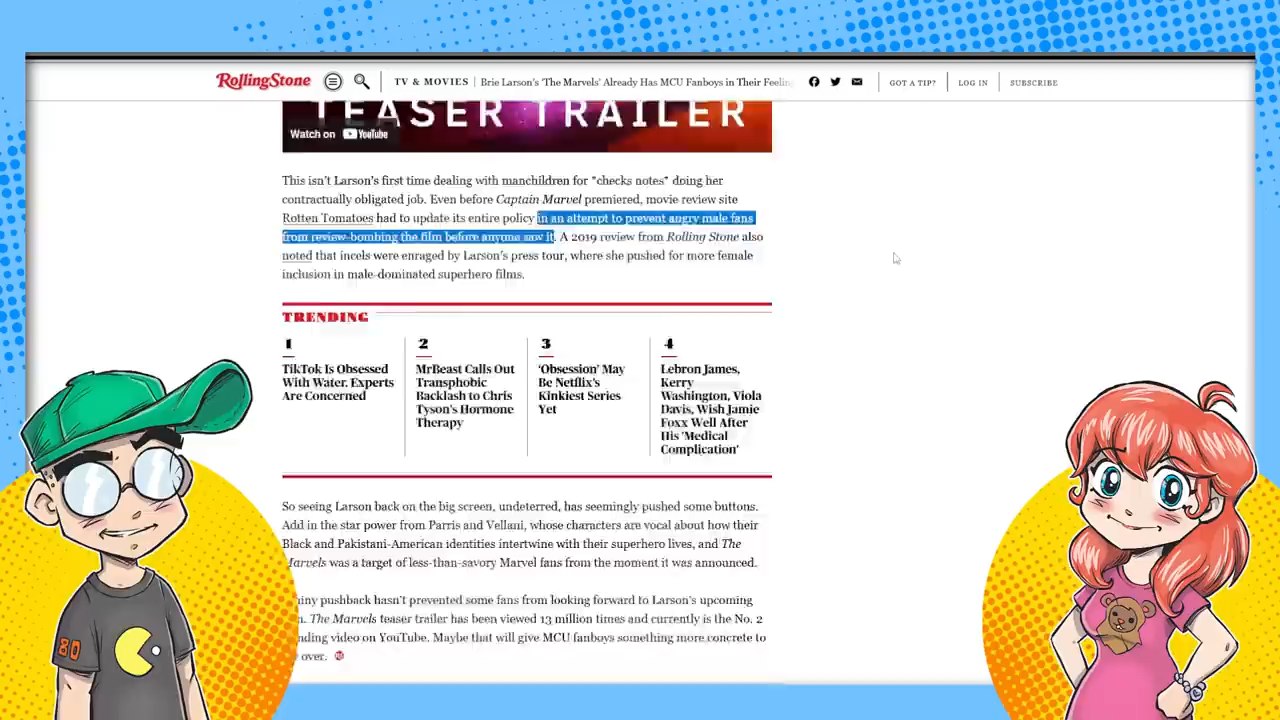 RollingStone
TV & MOVIES
Brie Larson's 'The Marvels' Already Has MCU Fanboys in Their Feelin
GOT A TIP?
LOG IN
SUBSCRIBE
TEASER TRAILER
Watch on YouTube
This isn't Larson's first time dealing with manchildren for *checks notes* doing her
contractually obligated job. Even before Captain Marvel premiered, movie review site
Rotten Tomatoes had to update its entire policy in an attempt to prevent angry male fans
from review-bombing the film before anyone saw it. A 2019 review from Rolling Stone also
noted that incels were enraged by Larson's press tour, where she pushed for more female
inclusion in male-dominated superhero films.
TRENDING
1
TikTok Is Obsessed
With Water. Experts
Are Concerned
2
MrBeast Calls Out
Transphobic
Backlash to Chris
Tyson's Hormone
Therapy
3
'Obsession' May
Be Netflix's
Kinkiest Series
Yet
4
Lebron James,
Kerry
Washington, Viola
Davis, Wish Jamie
Foxx Well After
His 'Medical
Complication'
So seeing Larson back on the big screen, undeterred, has seemingly pushed some buttons.
Add in the star power from Parris and Vellani, whose characters are vocal about how their
Black and Pakistani-American identities intertwine with their superhero lives, and The
Marvels was a target of less-than-savory Marvel fans from the moment it was announced.
pushback hasn't prevented some fans from looking forward to Larson's upcoming
The Marvels teaser trailer has been viewed 13 million times and currently is the No. 2
video on YouTube. Maybe that will give MCU fanboys something more concrete to
over.
80